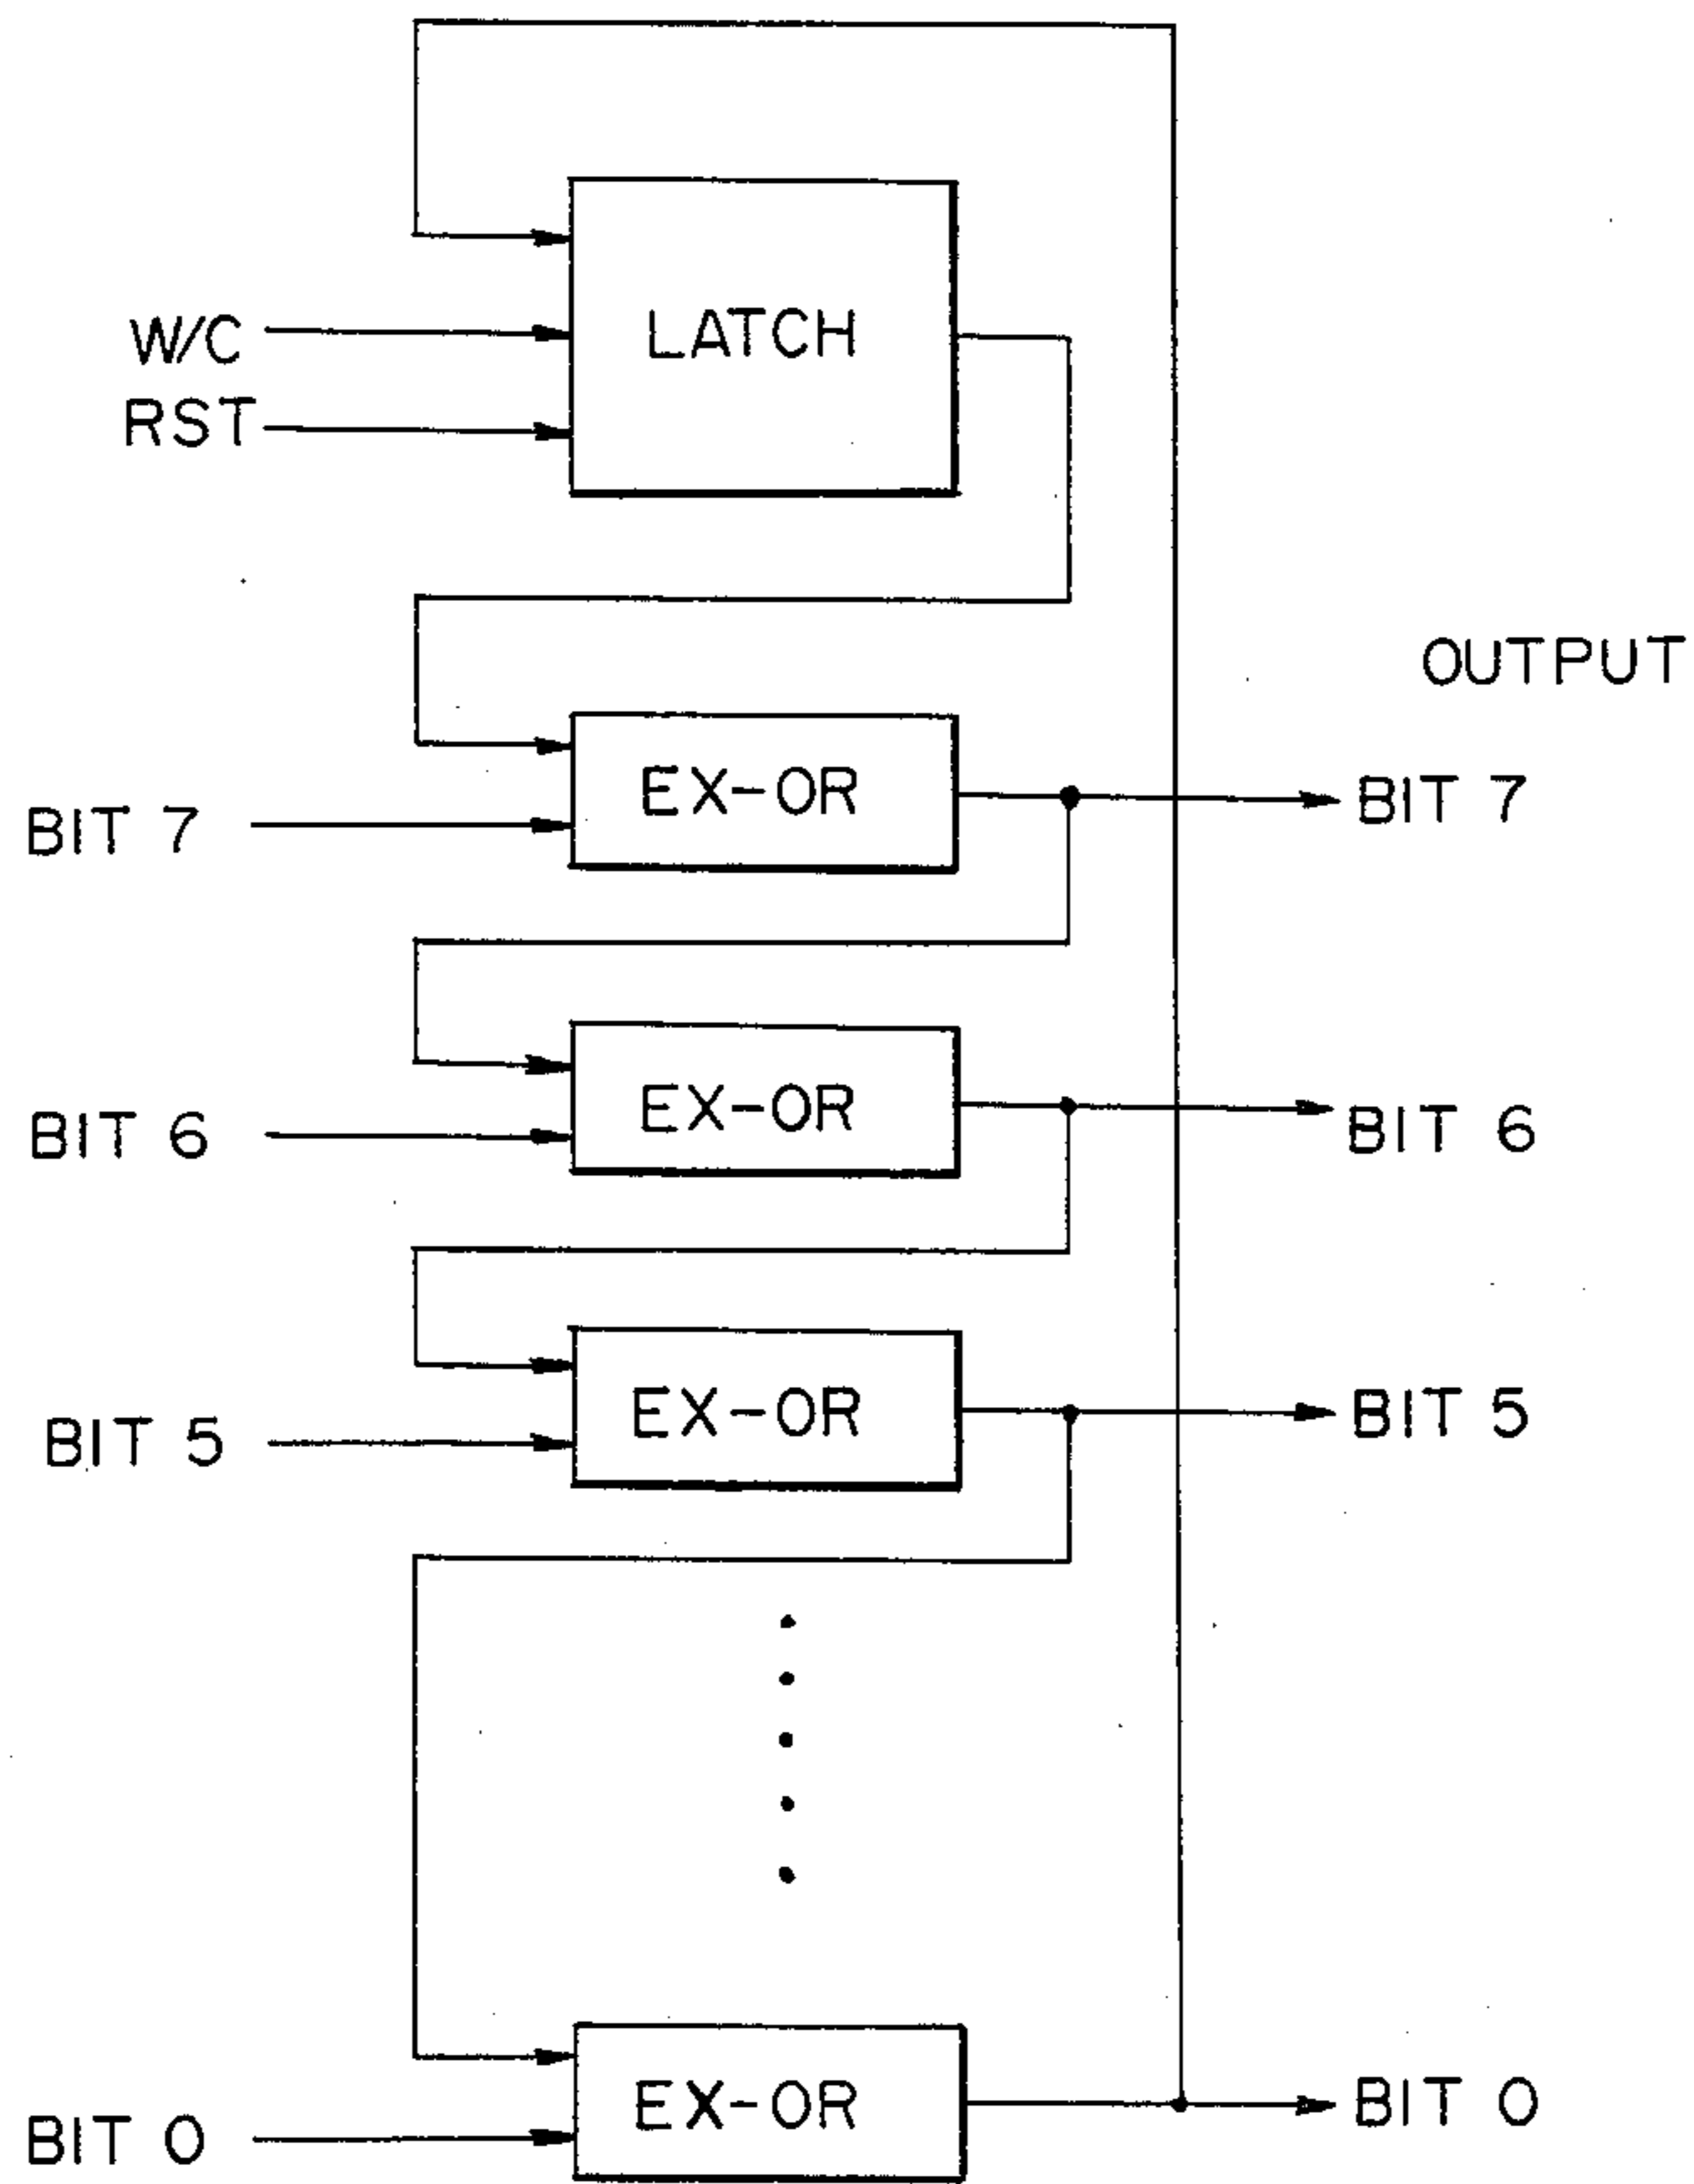 W/C
RST
LATCH
OUTPUT
BIT 7
EX-OR
BIT 7
BIT 6
EX-OR
BIT 6
BIT 5
EX-OR
BIT 5
BIT 0
EX-OR
BIT 0